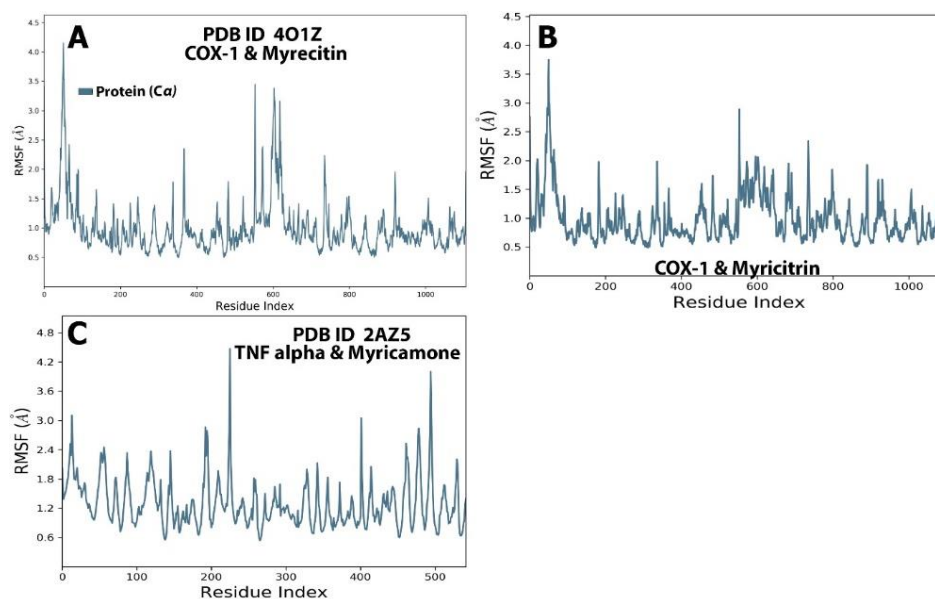 A
PDB ID 4O1Z
COX-1 & Myrecitin
Protein (Cα)
RMSF (Å)
4.5
4.0
3.5
3.0
2.5
2.0
1.5
1.0
0.5
0 200 400 600 800 1000
Residue Index
B
RMSF (Å)
4.5
4.0
3.5
3.0
2.5
2.0
1.5
1.0
0.5
COX-1 & Myricitrin
0 200 400 600 800 1000
Residue Index
C
PDB ID 2AZ5
TNF alpha & Myricamone
RMSF (Å)
4.8
4.2
3.6
3.0
2.4
1.8
1.2
0.6
0 100 200 300 400 500
Residue Index